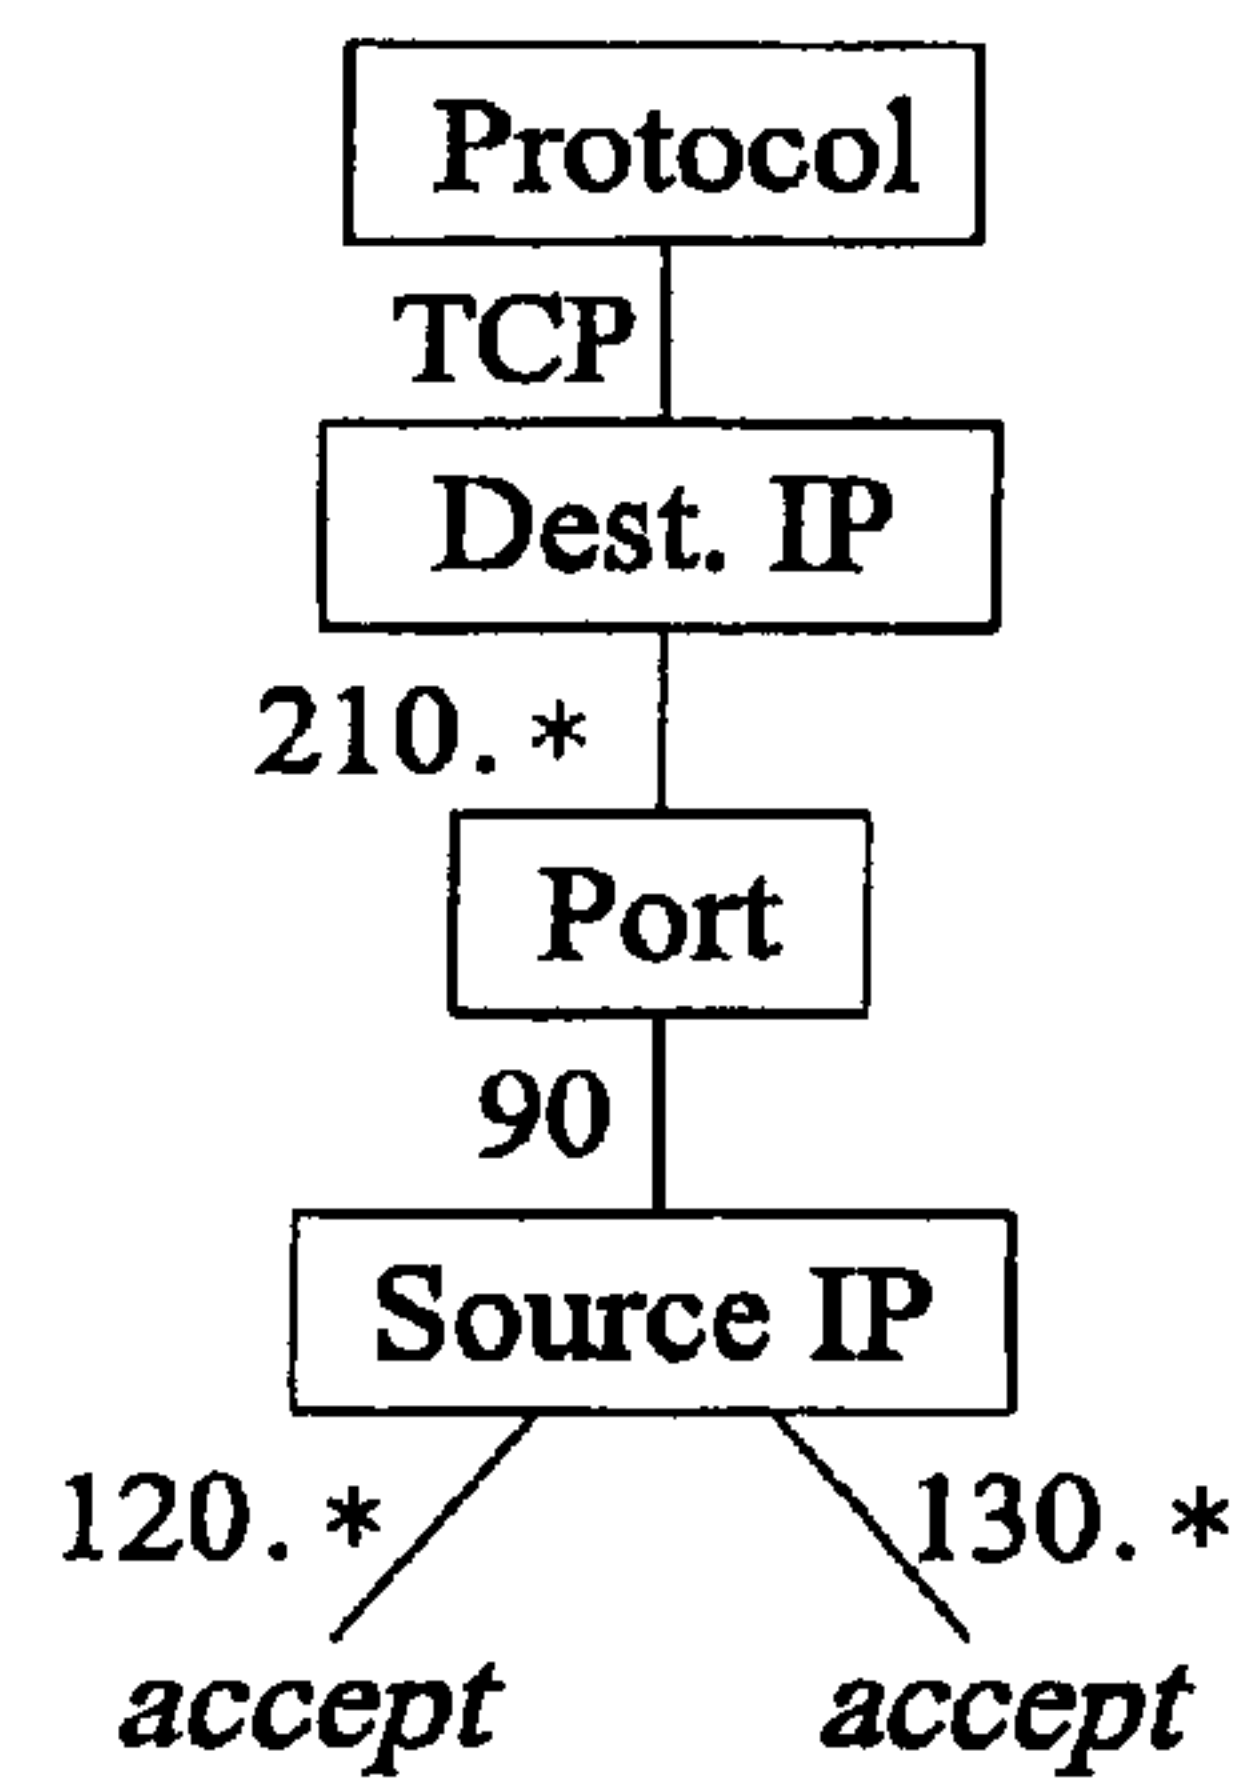 Protocol
TCP
Dest. IP
210. *
Port
90
Source IP
120. *
130. *
accept
accept